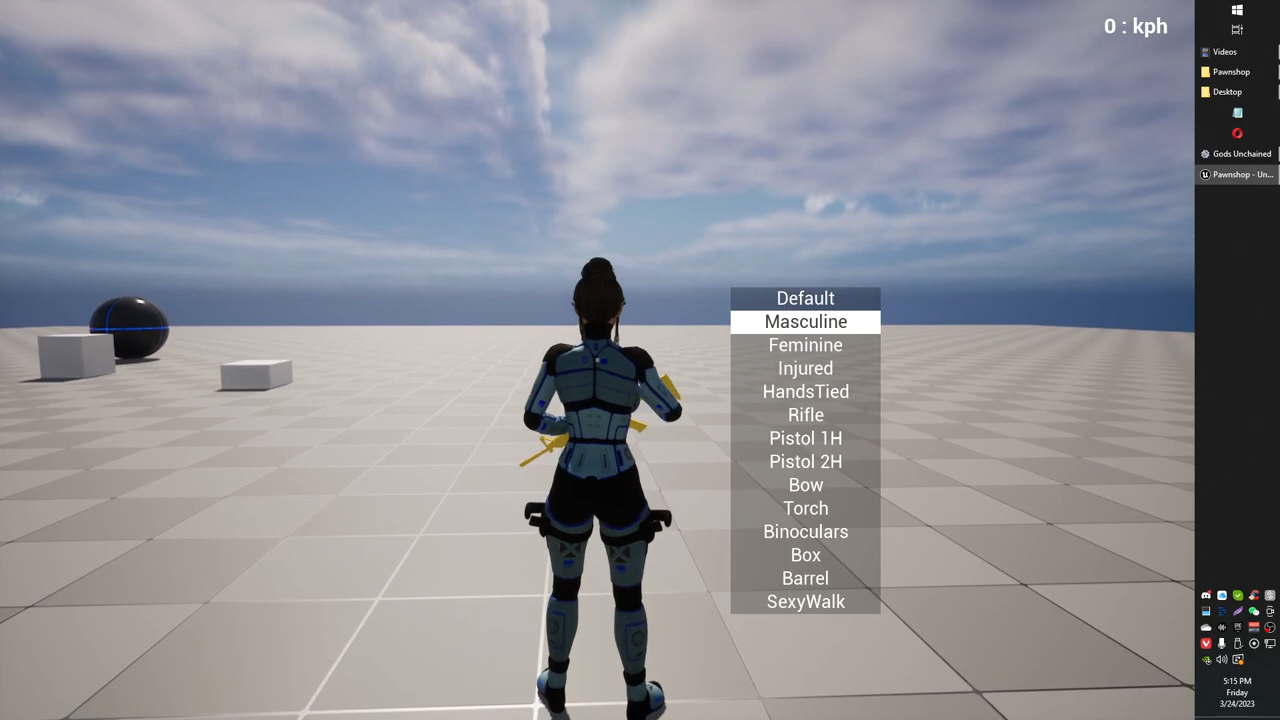 0 : kph
Default
Masculine
Feminine
Injured
HandsTied
Rifle
Pistol 1H
Pistol 2H
Bow
Torch
Binoculars
Box
Barrel
SexyWalk
Videos
Pawnshop
Desktop
Gods Unchained
Pawnshop - Un...
5:15 PM
Friday
3/24/2023